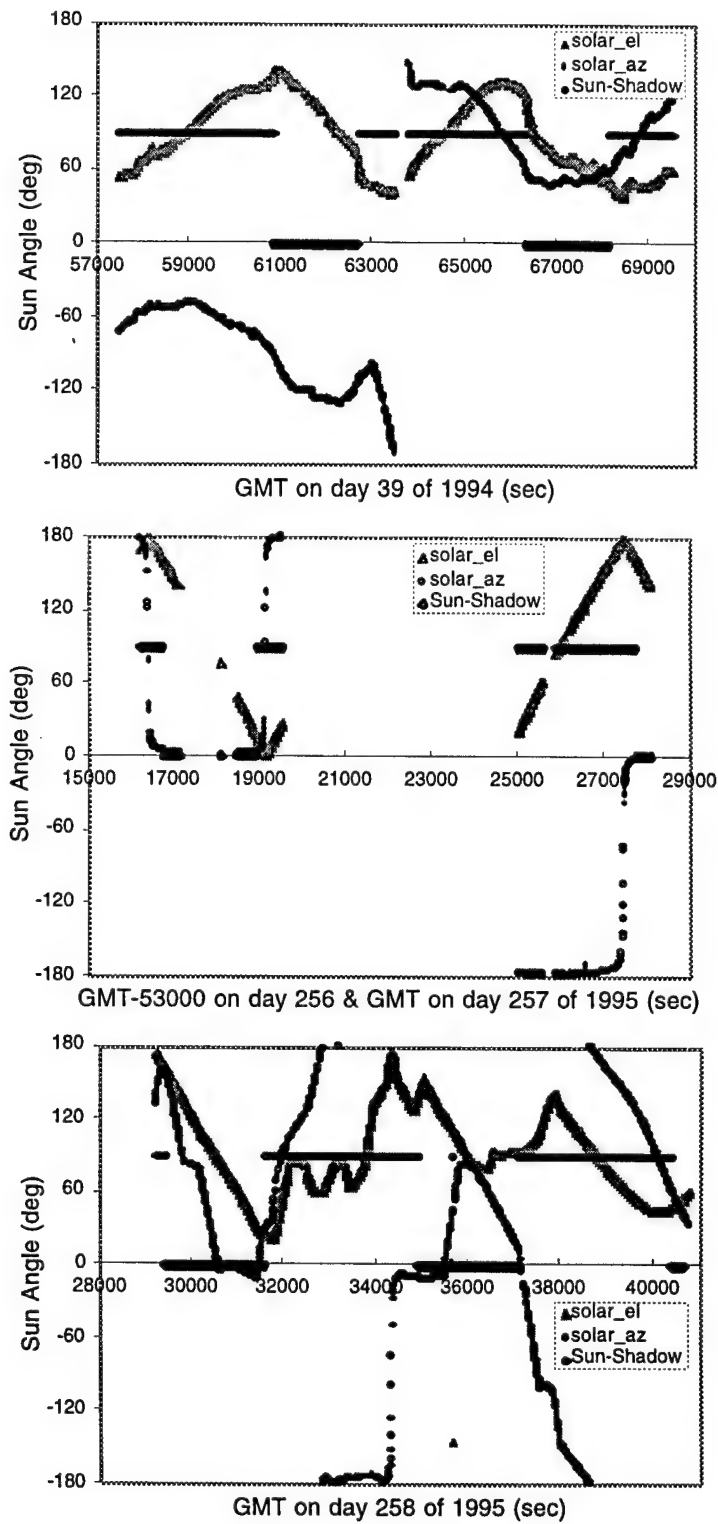 180
120
60
0
-60
-120
-180
Sun Angle (deg)
solar_el
solar_az
Sun-Shadow
57000 59000 61000 63000 65000 67000 69000
GMT on day 39 of 1994 (sec)
180
120
60
0
-60
-120
-180
Sun Angle (deg)
solar_el
solar_az
Sun-Shadow
15000 17000 19000 21000 23000 25000 27000 29000
GMT-53000 on day 256 & GMT on day 257 of 1995 (sec)
180
120
60
0
-60
-120
-180
Sun Angle (deg)
28000 30000 32000 34000 36000 38000 40000
solar_el
solar_az
Sun-Shadow
GMT on day 258 of 1995 (sec)